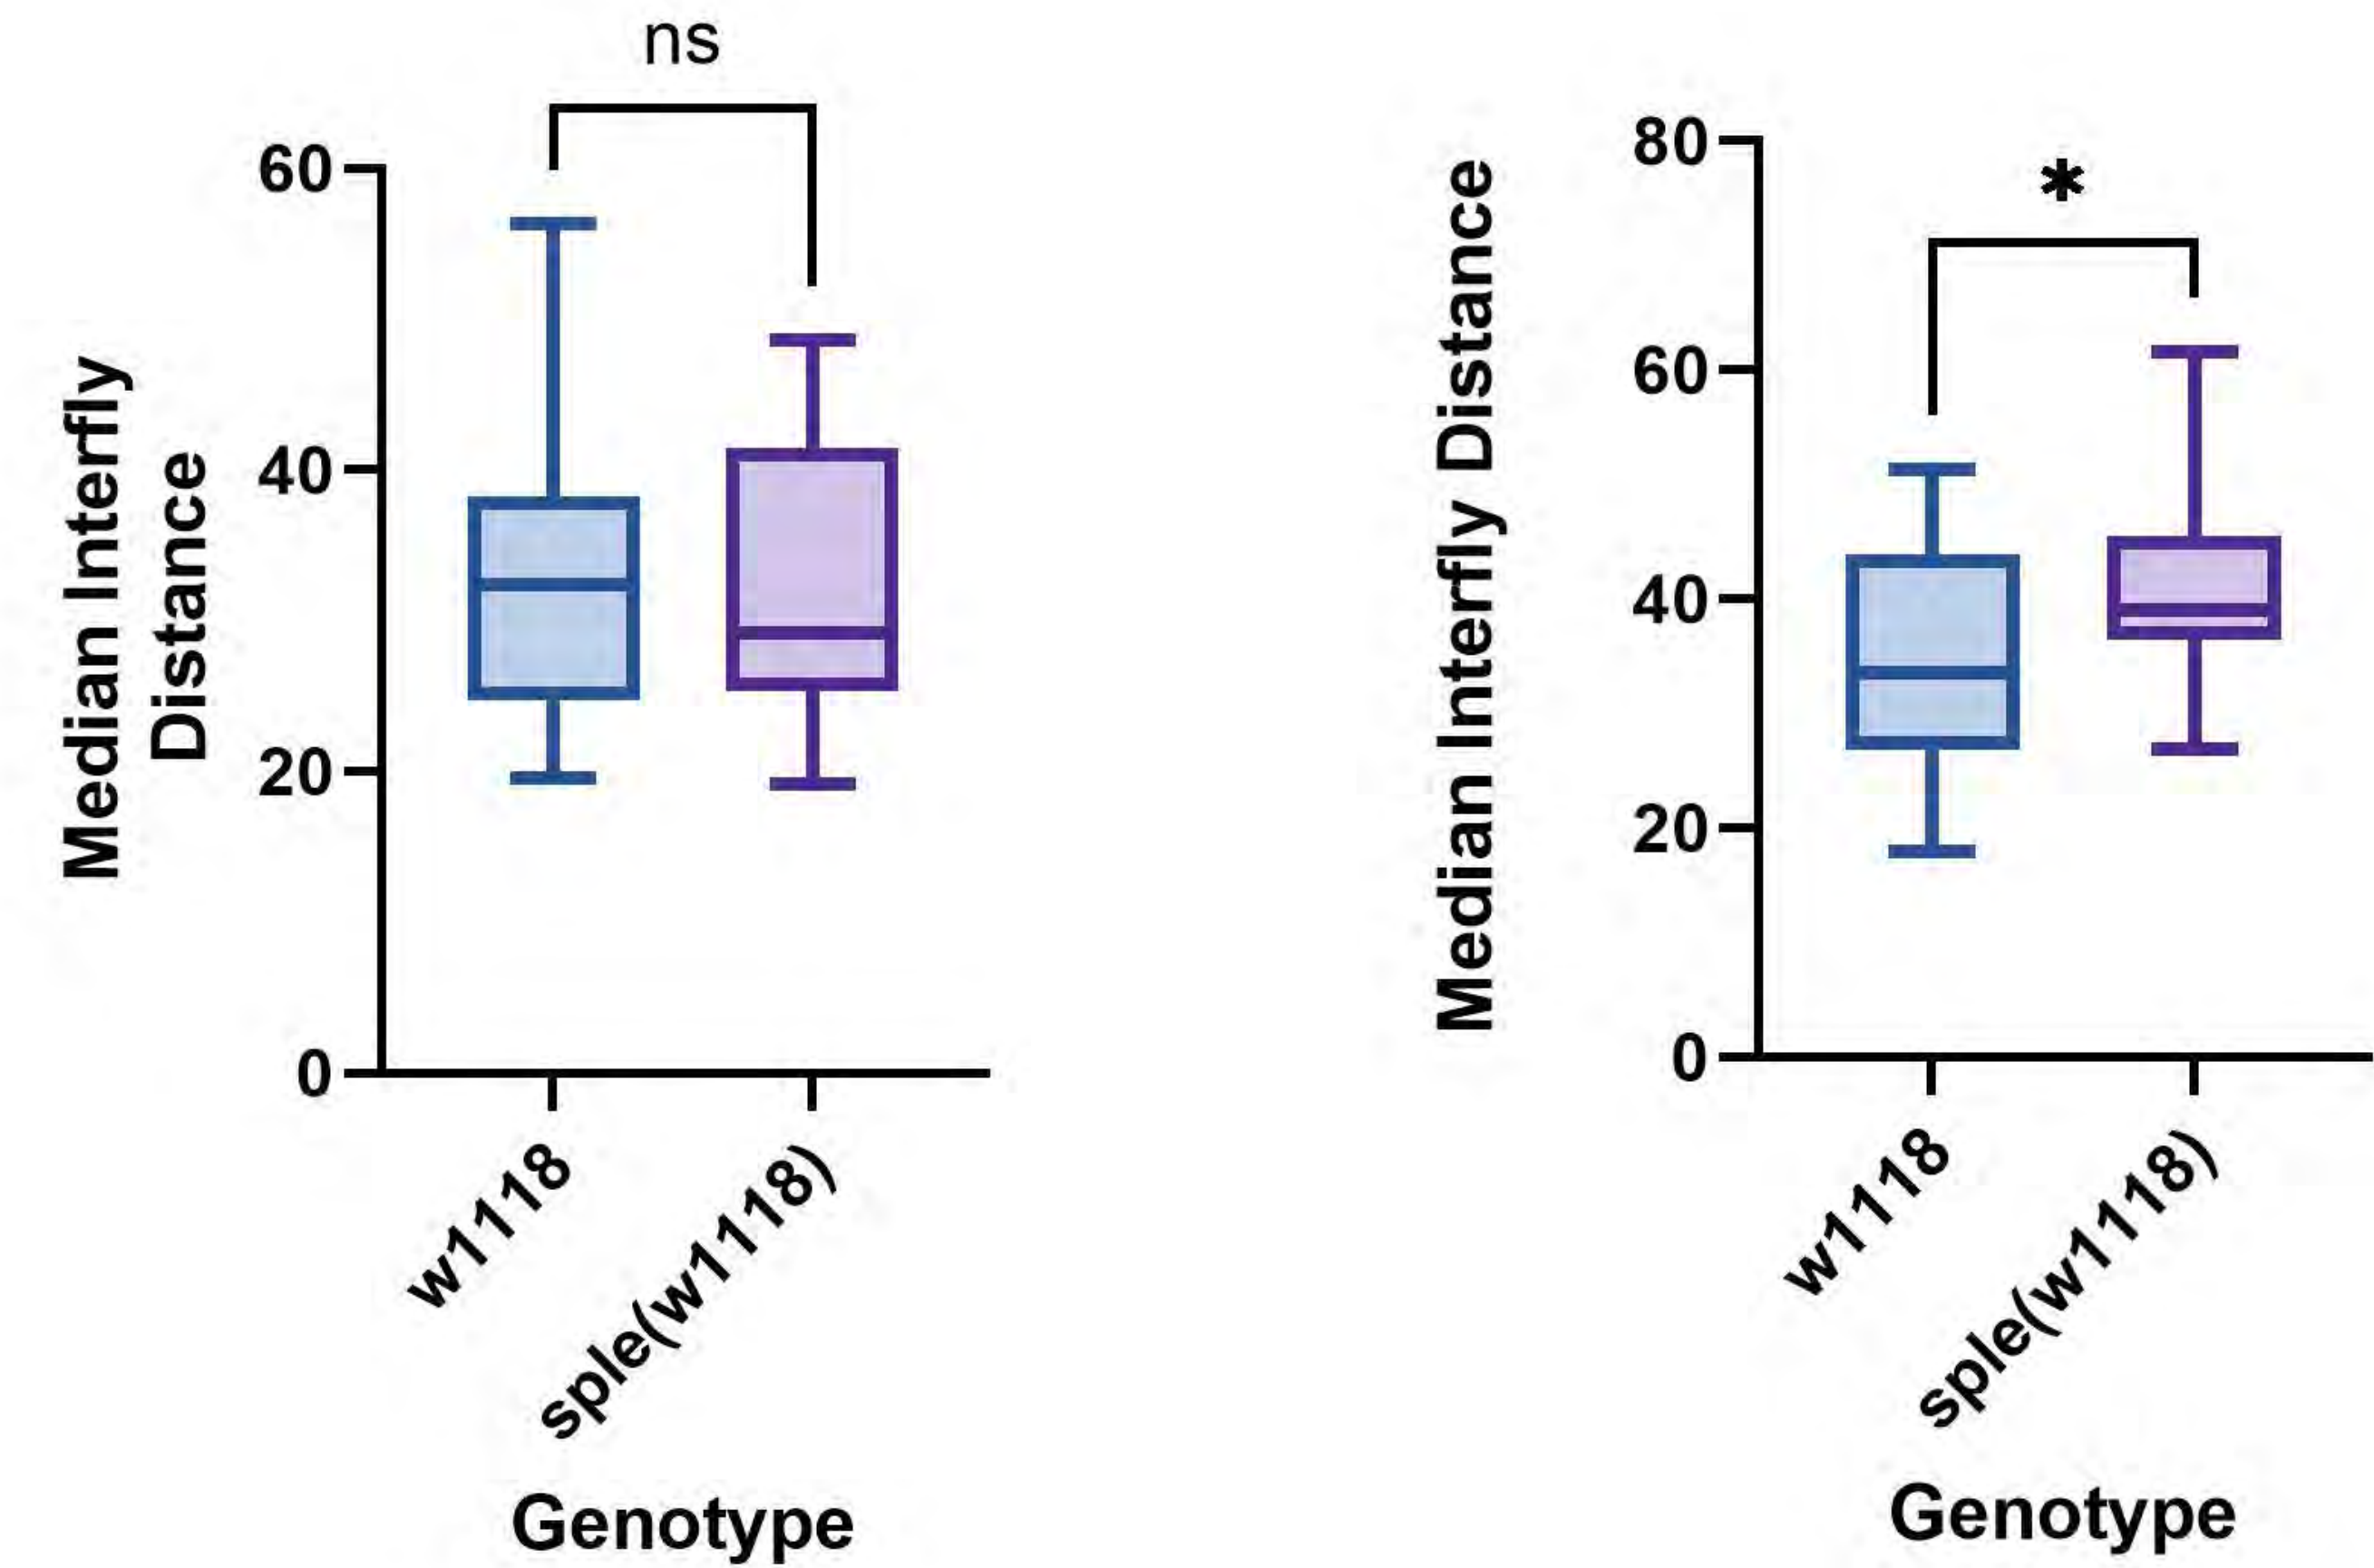 ns
60
40
20
0
Median Interfly
Distance
w1118
sple(w1118)
Genotype
*
80
60
40
20
0
Median Interfly Distance
w1118
sple(w1118)
Genotype